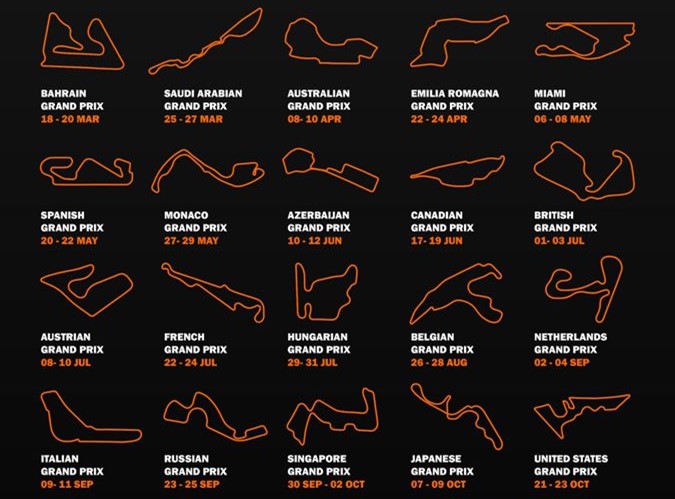 BAHRAIN
GRAND PRIX
18 - 20 MAR
SAUDI ARABIAN
GRAND PRIX
25 - 27 MAR
AUSTRALIAN
GRAND PRIX
08- 10 APR
EMILIA ROMAGNA
GRAND PRIX
22 - 24 APR
MIAMI
GRAND PRIX
06 - 08 MAY
SPANISH
GRAND PRIX
20 - 22 MAY
MONACO
GRAND PRIX
27- 29 MAY
AZERBAIJAN
GRAND PRIX
10 - 12 JUN
CANADIAN
GRAND PRIX
17- 19 JUN
BRITISH
GRAND PRIX
01- 03 JUL
AUSTRIAN
GRAND PRIX
08- 10 JUL
FRENCH
GRAND PRIX
22 - 24 JUL
HUNGARIAN
GRAND PRIX
29- 31 JUL
BELGIAN
GRAND PRIX
26 - 28 AUG
NETHERLANDS
GRAND PRIX
02 - 04 SEP
ITALIAN
GRAND PRIX
09- 11 SEP
RUSSIAN
GRAND PRIX
23 - 25 SEP
SINGAPORE
GRAND PRIX
30 SEP - 02 OCT
JAPANESE
GRAND PRIX
07 - 09 OCT
UNITED STATES
GRAND PRIX
21 - 23 OCT